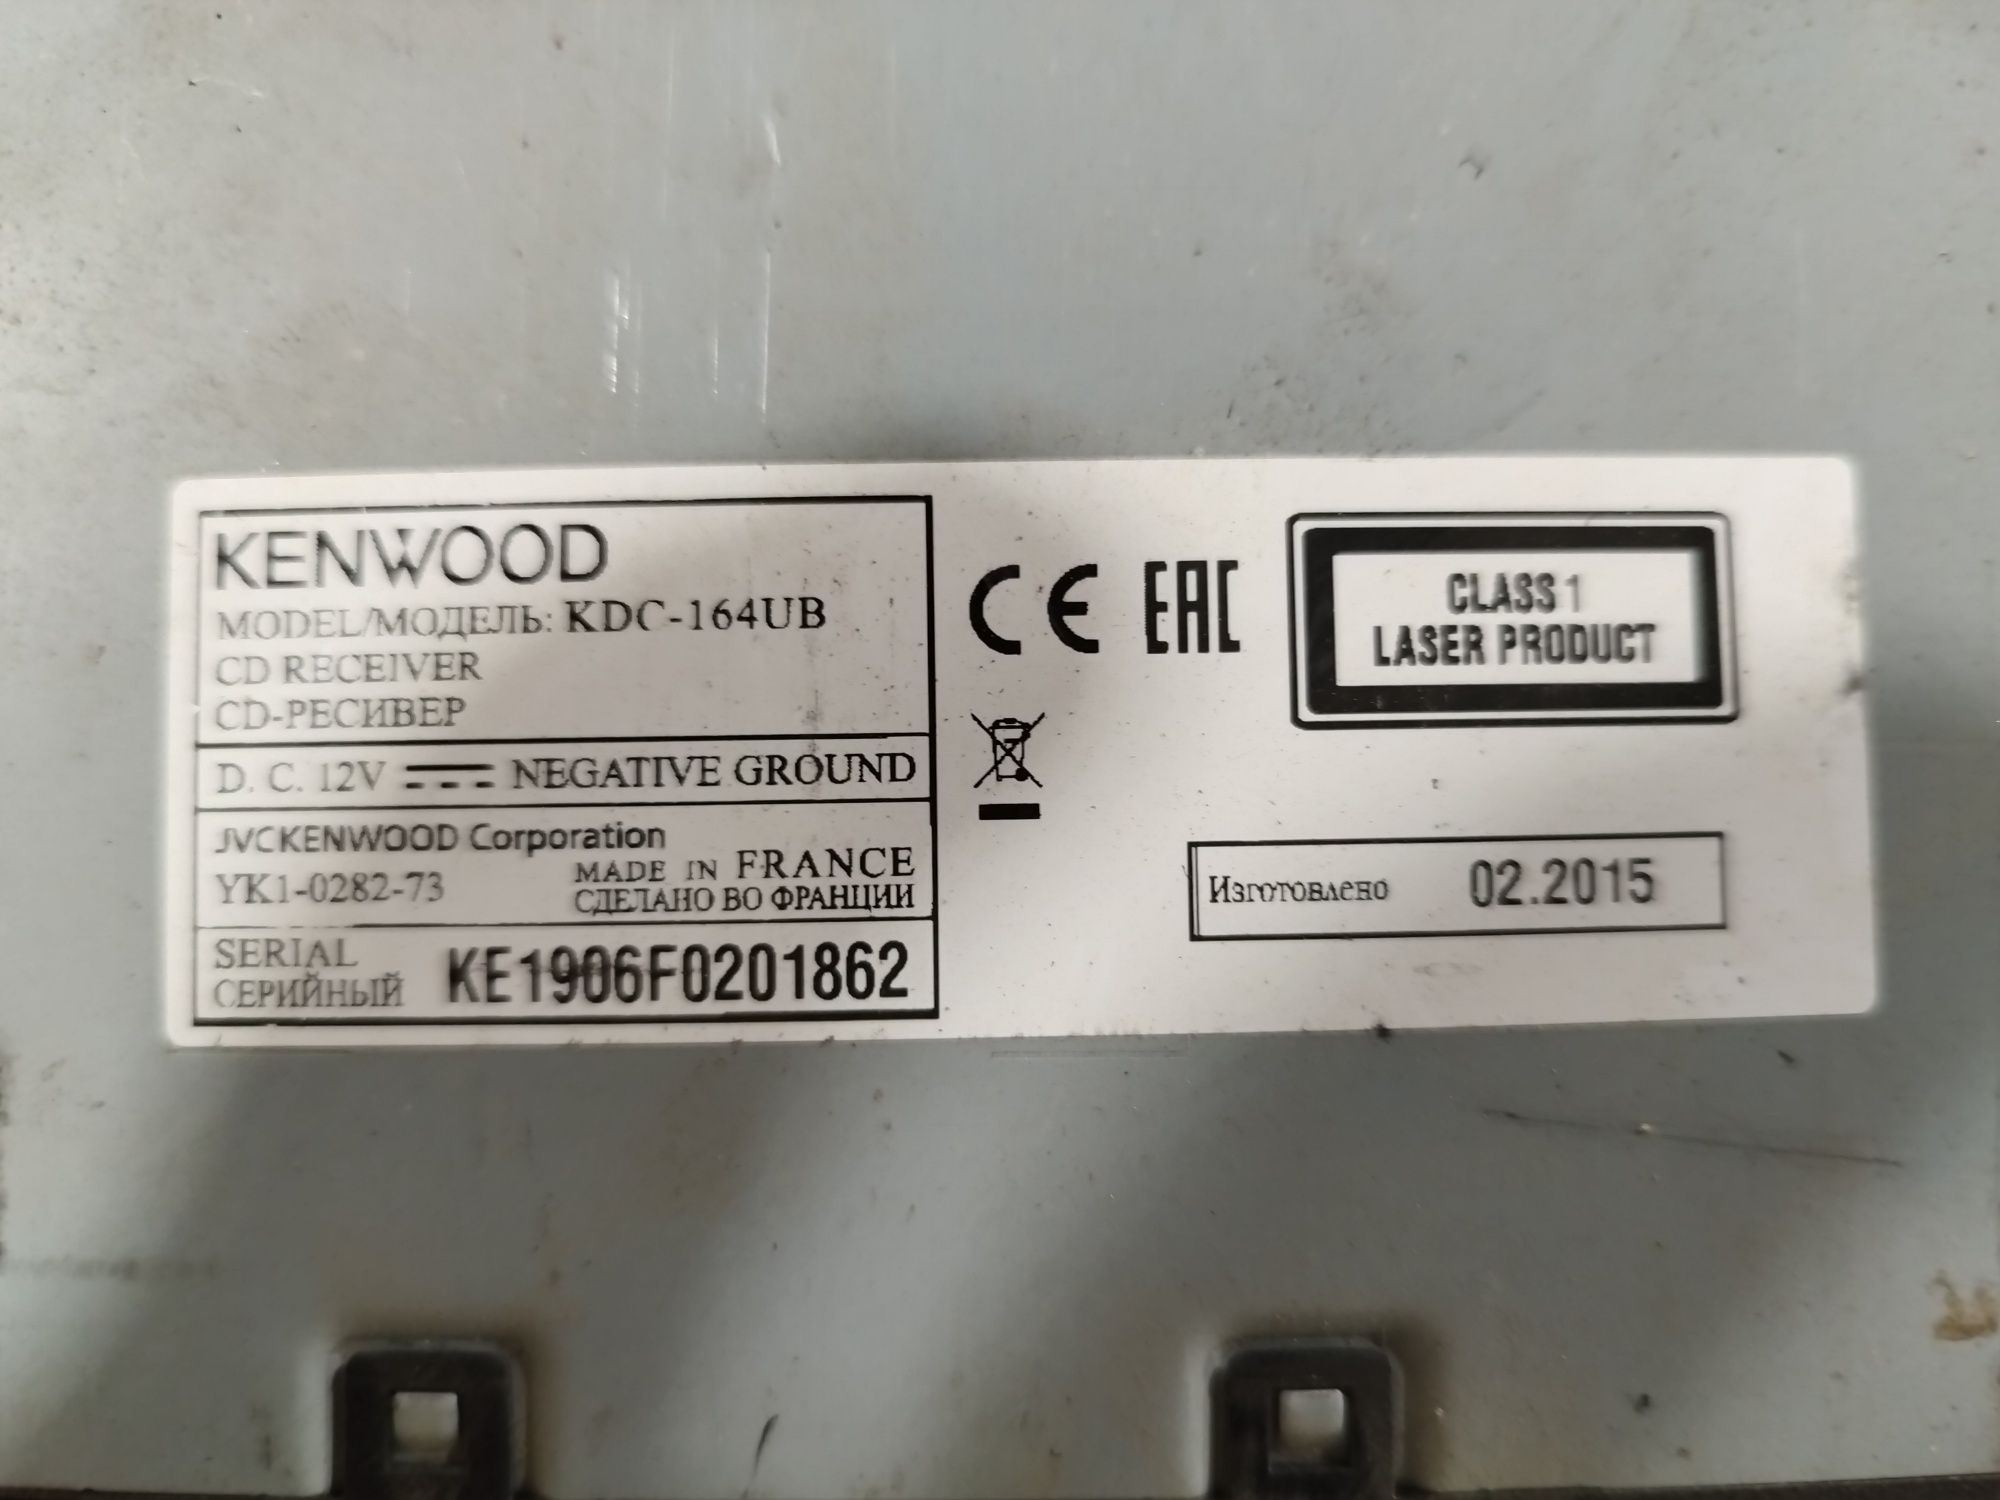 KENWOOD
MODEL/МОДЕЛЬ: KDC-164UB
CD RECEIVER
CD-РЕСИВЕР
D. C. 12V NEGATIVE GROUND
JVCKENWOOD Corporation
YK1-0282-73
MADE IN FRANCE
СДЕЛАНО ВО ФРАНЦИИ
SERIAL
СЕРИЙНЫЙ
KE1906F0201862
CE EAC
CLASS 1
LASER PRODUCT
Изготовлено 02.2015